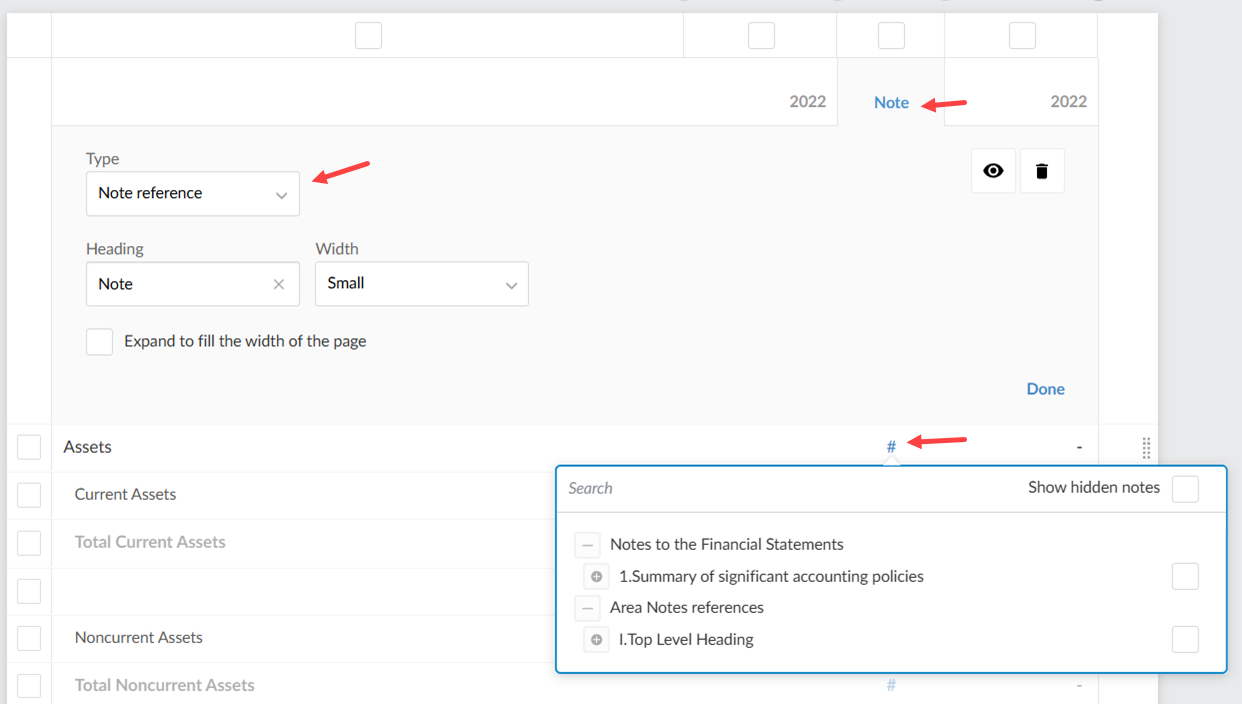 2022 Note 2022
Type
Note reference
Heading Width
Note Small
Expand to fill the width of the page
Done
Assets # -
Current Assets
Search Show hidden notes
Total Current Assets
Notes to the Financial Statements
1.Summary of significant accounting policies
Area Notes references
I.Top Level Heading
Noncurrent Assets
Total Noncurrent Assets # -